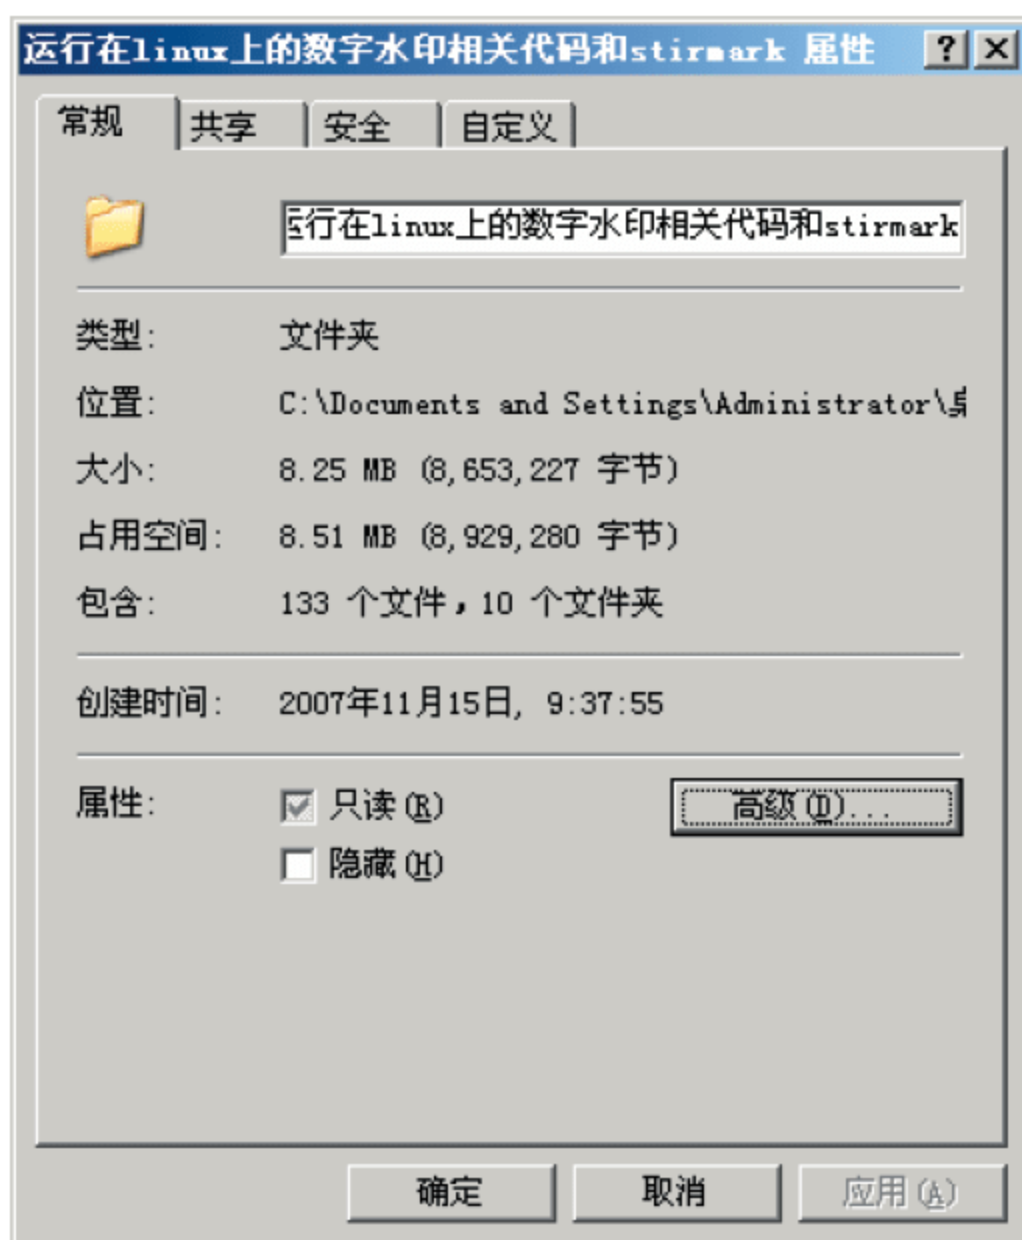 运行在linux上的数字水印相关代码和stirmark 属性
常规 共享 安全 自定义
行在linux上的数字水印相关代码和stirmark
类型: 文件夹
位置: C:\Documents and Settings\Administrator\
大小: 8.25 MB (8,653,227 字节)
占用空间: 8.51 MB (8,929,280 字节)
包含: 133 个文件，10 个文件夹
创建时间: 2007年11月15日, 9:37:55
属性: 只读(R) 高级(D)...
隐藏(H)
确定 取消 应用(A)